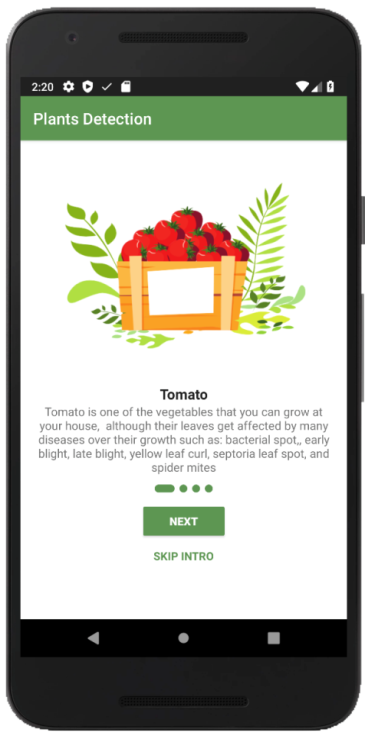 2:20
Plants Detection
Tomato
Tomato is one of the vegetables that you can grow at
your house,  although their leaves get affected by many
diseases over their growth such as: bacterial spot,, early
blight, late blight, yellow leaf curl, septoria leaf spot, and
spider mites
NEXT
SKIP INTRO